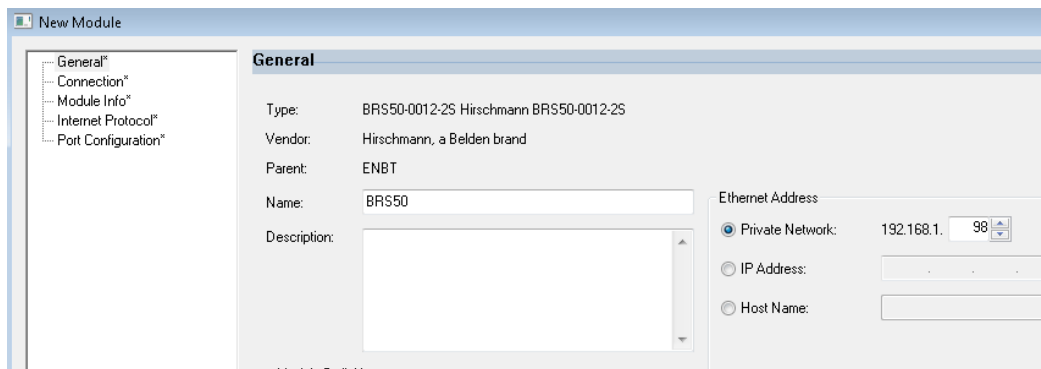 New Module
General*
Connection*
Module Info*
Internet Protocol*
Port Configuration*
General
Type: BRS50-0012-2S Hirschmann BRS50-0012-2S
Vendor: Hirschmann, a Belden brand
Parent: ENBT
Name: BRS50
Description:
Ethernet Address
Private Network: 192.168.1. 98
IP Address: . . .
Host Name: